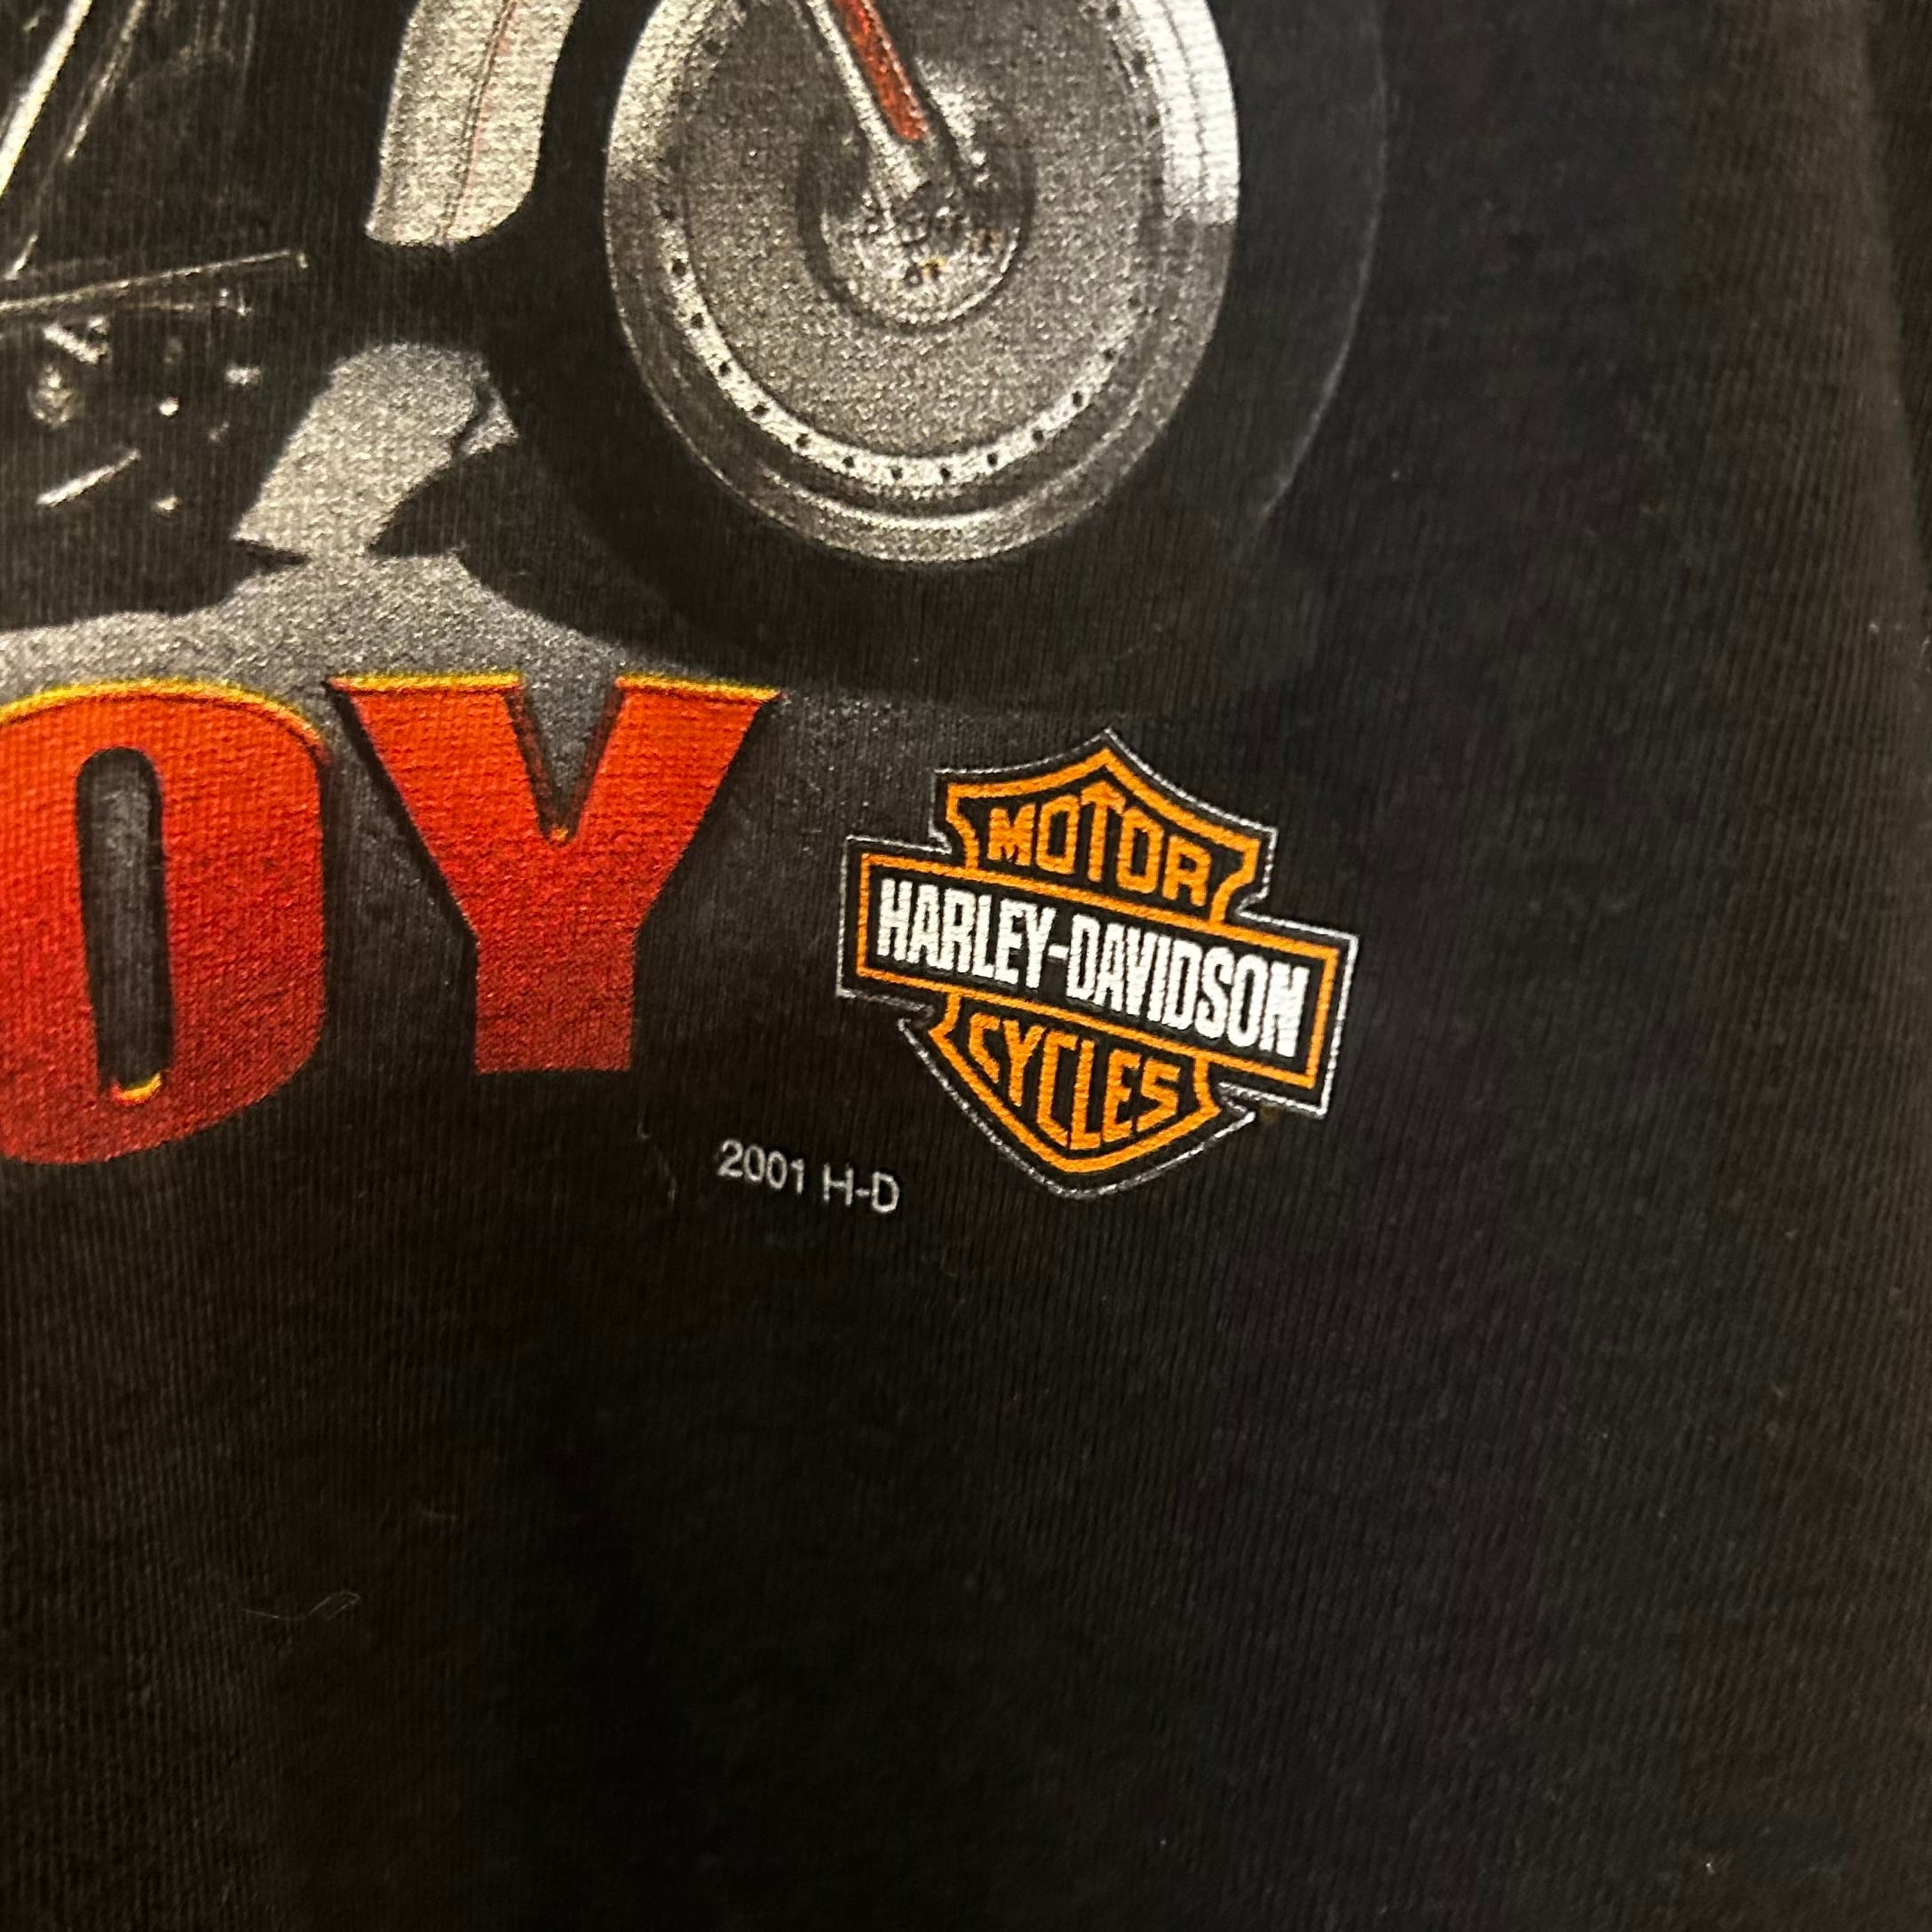 OY
MOTOR
HARLEY-DAVIDSON
CYCLES
2001 H-D